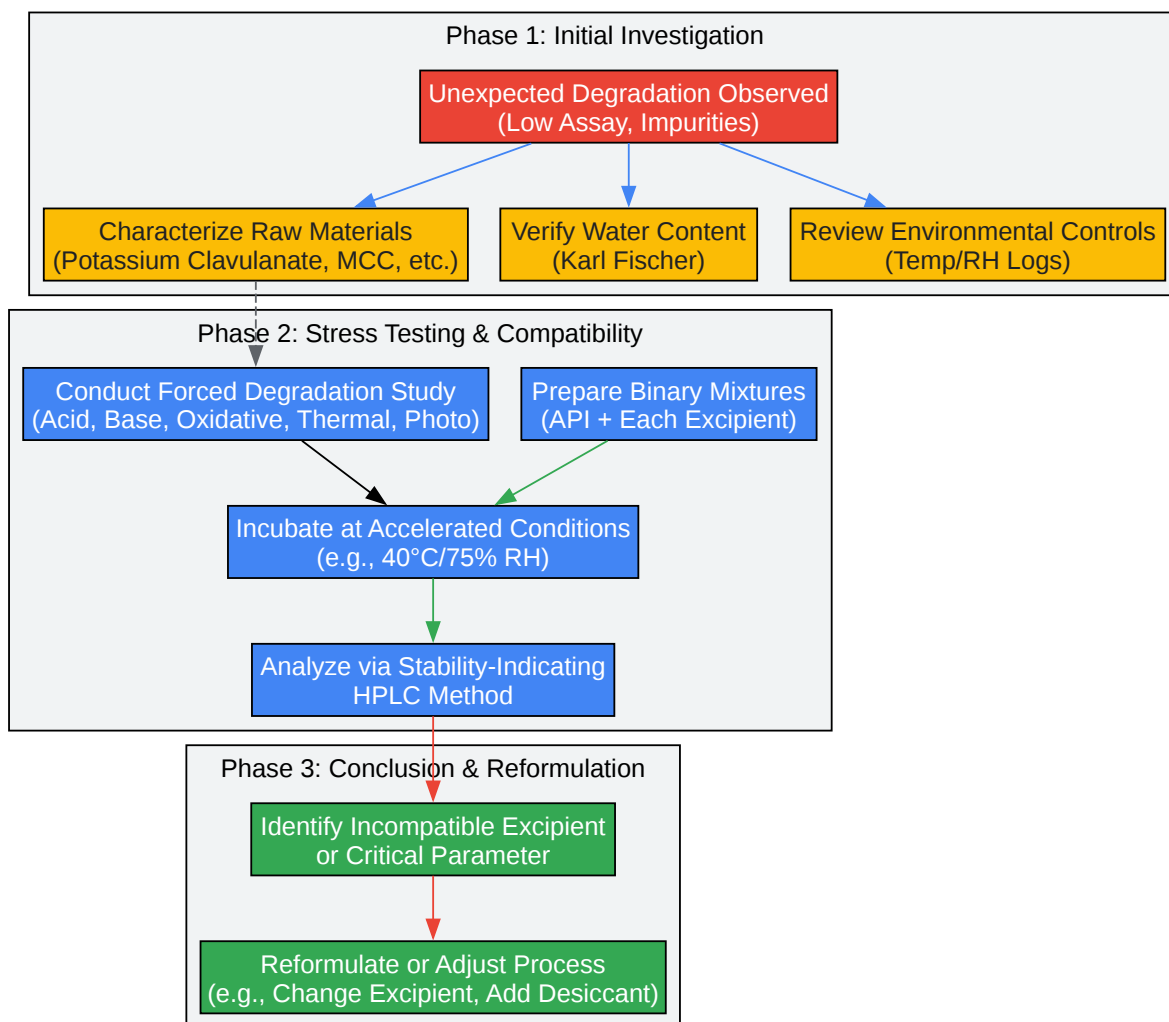 Phase 1: Initial Investigation
Unexpected Degradation Observed
(Low Assay, Impurities)
Characterize Raw Materials
(Potassium Clavulanate, MCC, etc.)
Verify Water Content
(Karl Fischer)
Review Environmental Controls
(Temp/RH Logs)
Phase 2: Stress Testing & Compatibility
Conduct Forced Degradation Study
(Acid, Base, Oxidative, Thermal, Photo)
Prepare Binary Mixtures
(API + Each Excipient)
Incubate at Accelerated Conditions
(e.g., 40°C/75% RH)
Analyze via Stability-Indicating
HPLC Method
Phase 3: Conclusion & Reformulation
Identify Incompatible Excipient
or Critical Parameter
Reformulate or Adjust Process
(e.g., Change Excipient, Add Desiccant)